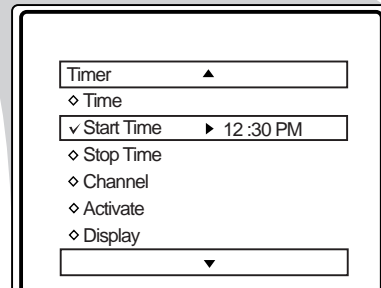 Timer
Time
Start Time 12 :30 PM
Stop Time
Channel
Activate
Display